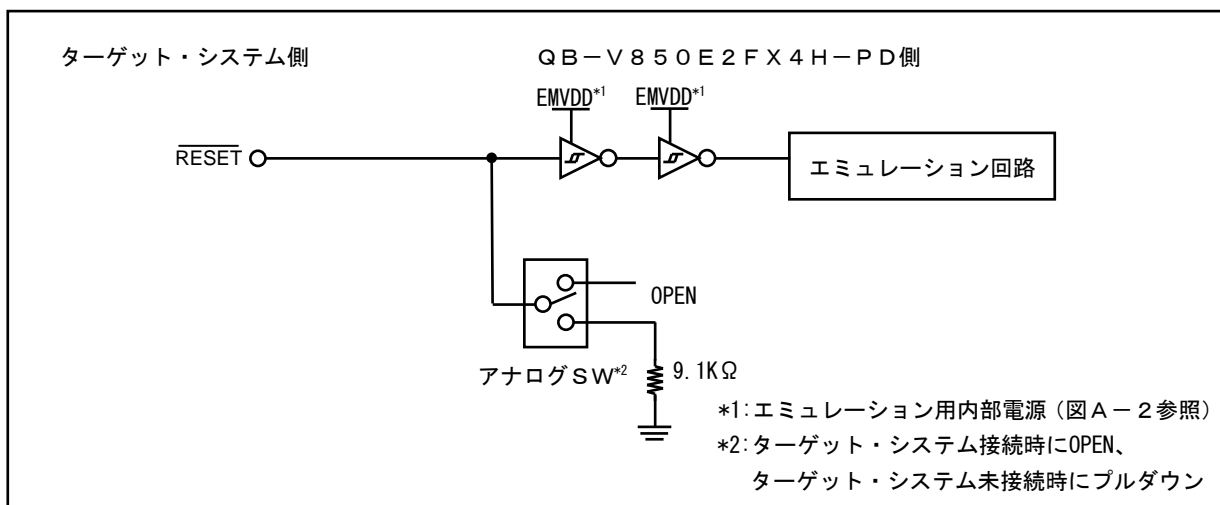 ターゲット・システム側
QB-V850E2FX4H-PD側
EMVDD*1
EMVDD*1
RESET
エミュレーション回路
OPEN
アナログSW*2
9.1KΩ
*1:エミュレーション用内部電源(図A-2参照)
*2:ターゲット・システム接続時にOPEN、
ターゲット・システム未接続時にプルダウン